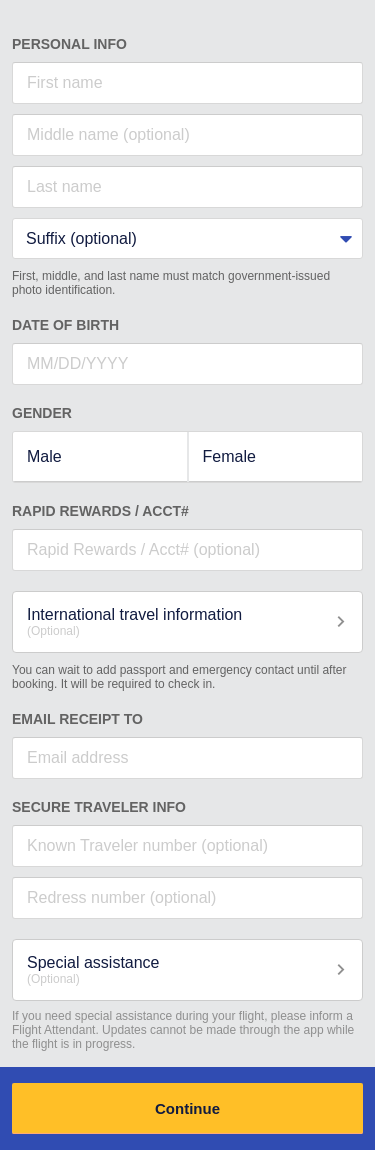 PERSONAL INFO
First name
Middle name (optional)
Last name
Suffix (optional)
First, middle, and last name must match government-issued
photo identification.
DATE OF BIRTH
MM/DD/YYYY
GENDER
Male
Female
RAPID REWARDS / ACCT#
Rapid Rewards / Acct# (optional)
International travel information
(Optional)
You can wait to add passport and emergency contact until after
booking. It will be required to check in.
EMAIL RECEIPT TO
Email address
SECURE TRAVELER INFO
Known Traveler number (optional)
Redress number (optional)
Special assistance
(Optional)
If you need special assistance during your flight, please inform a
Flight Attendant. Updates cannot be made through the app while
the flight is in progress.
Continue